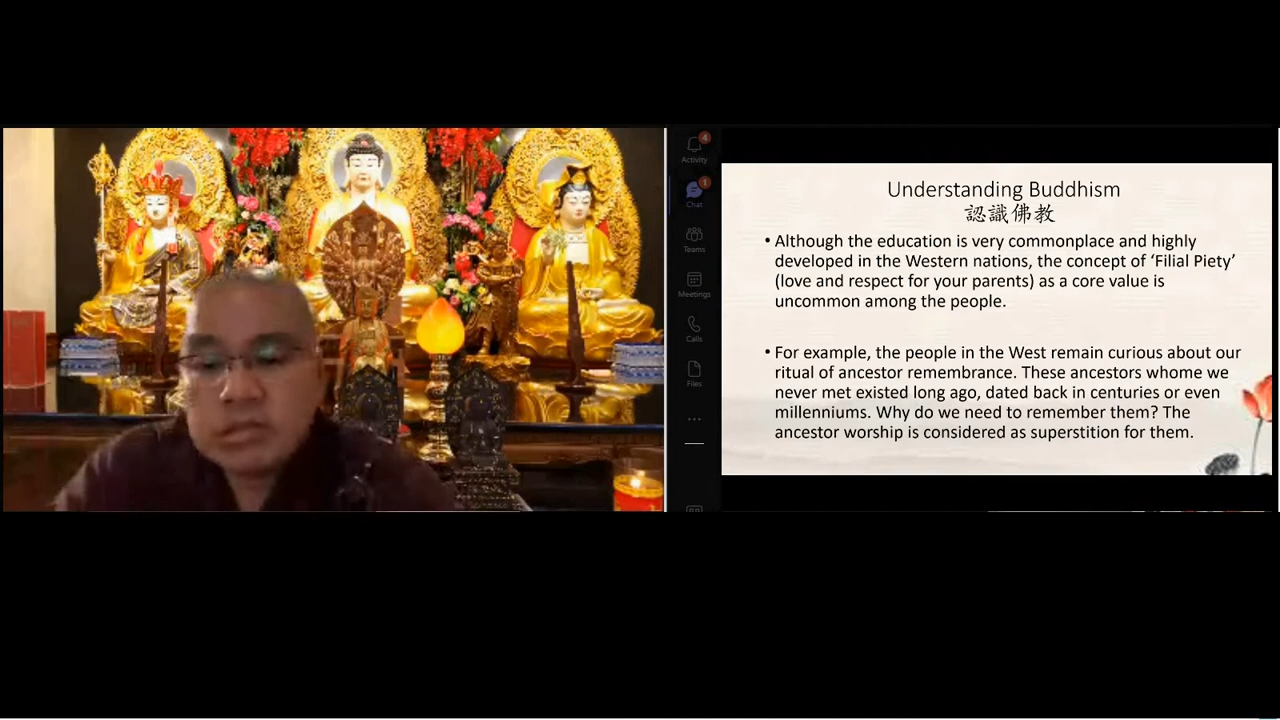 4
Activity
1
Chat
Teams
Meetings
Calls
Files
Understanding Buddhism
認識佛教
• Although the education is very commonplace and highly
developed in the Western nations, the concept of ‘Filial Piety’
(love and respect for your parents) as a core value is
uncommon among the people.
• For example, the people in the West remain curious about our
ritual of ancestor remembrance. These ancestors whome we
never met existed long ago, dated back in centuries or even
millenniums. Why do we need to remember them? The
ancestor worship is considered as superstition for them.